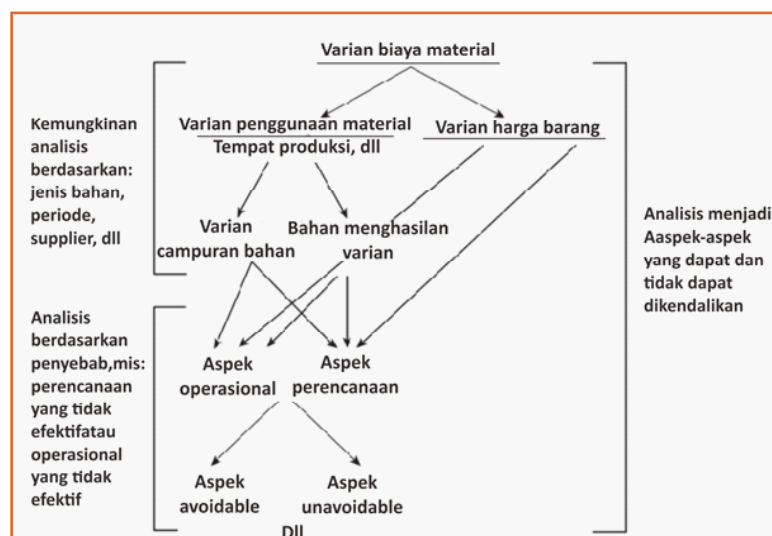 Varian biaya material
Kemungkinan
analisis
berdasarkan:
jenis bahan,
periode,
supplier, dll
Varian penggunaan material
Tempat produksi, dll
Varian harga barang
Varian
campuran bahan
Bahan menghasilan
varian
Analisis menjadi
Aaspek-aspek
yang dapat dan
tidak dapat
dikendalikan
Analisis
berdasarkan
penyebab,mis:
perencanaan
yang tidak
efektifatau
operasional
yang tidak
efektif
Aspek
operasional
Aspek
perencanaan
Aspek
avoidable
Aspek
unavoidable
Dll